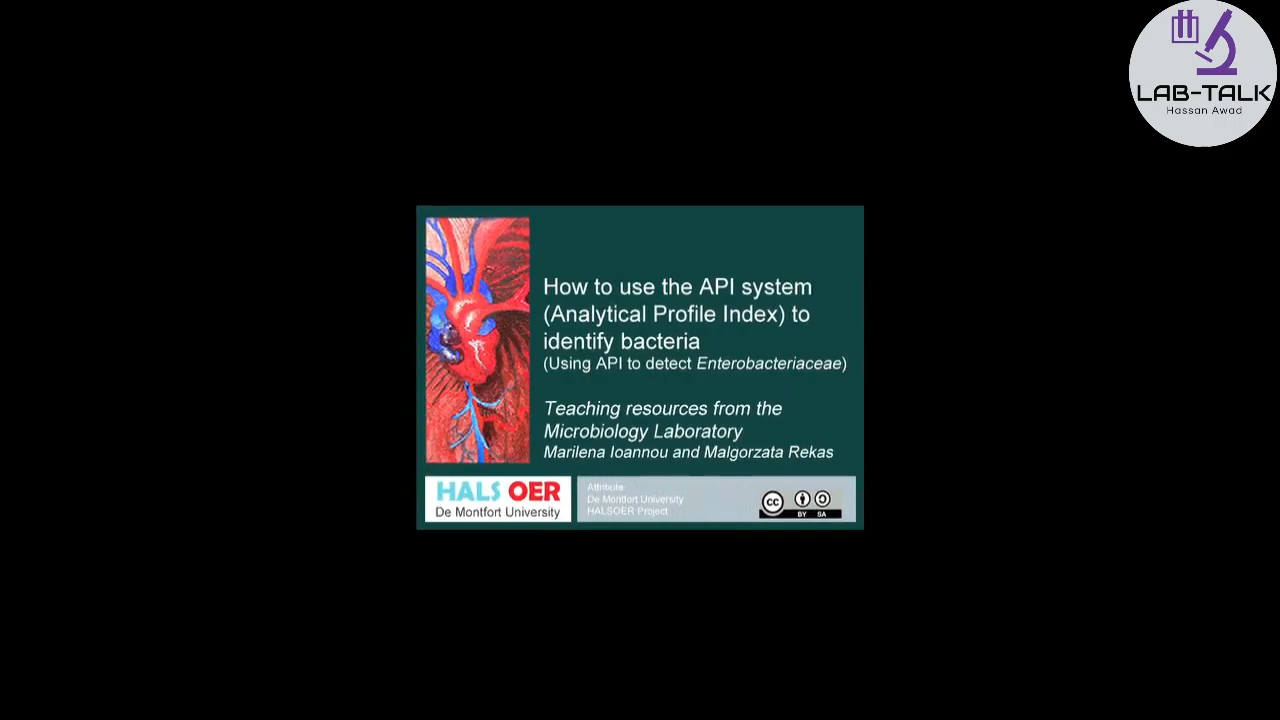 LAB-TALK
Hassan Awad
How to use the API system
(Analytical Profile Index) to
identify bacteria
(Using API to detect Enterobacteriaceae)
Teaching resources from the
Microbiology Laboratory
Marilena Ioannou and Malgorzata Rekas
HALS OER
De Montfort University
Attribute:
De Montfort University
HALSOER Project
cc
BY SA